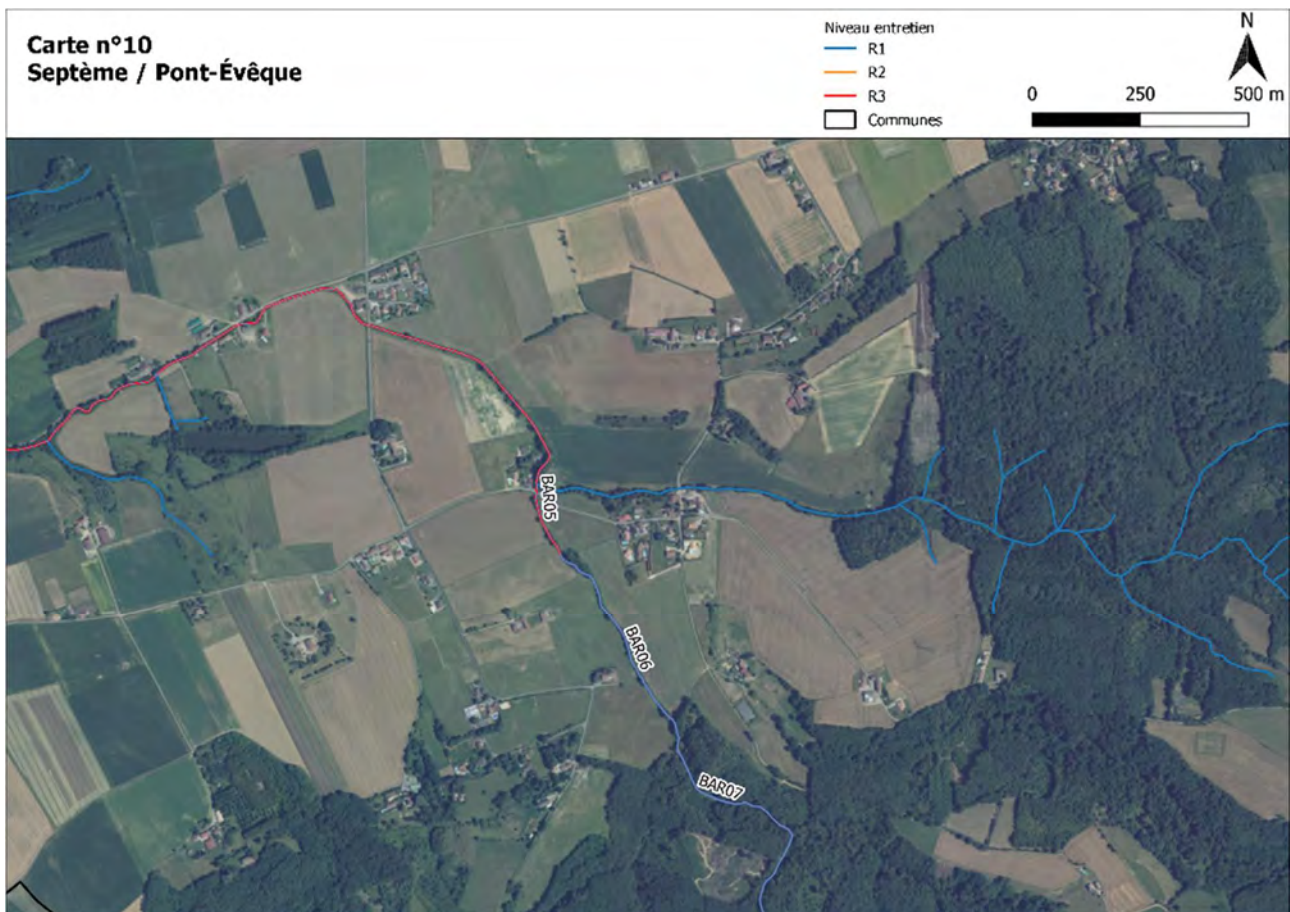 Carte n°10
Septème / Pont-Évêque
Niveau entretien
R1
R2
R3
Communes
N
0 250 500 m
BAR05
BAR06
BAR07